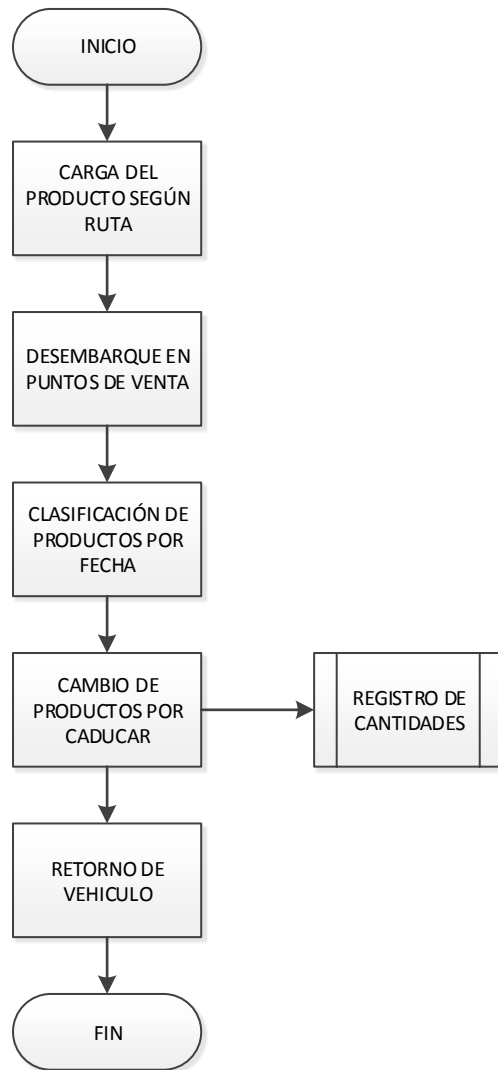 INICIO
CARGA DEL
PRODUCTO SEGÚN
RUTA
DESEMBARQUE EN
PUNTOS DE VENTA
CLASIFICACIÓN DE
PRODUCTOS POR
FECHA
CAMBIO DE
PRODUCTOS POR
CADUCAR
REGISTRO DE
CANTIDADES
RETORNO DE
VEHICULO
FIN